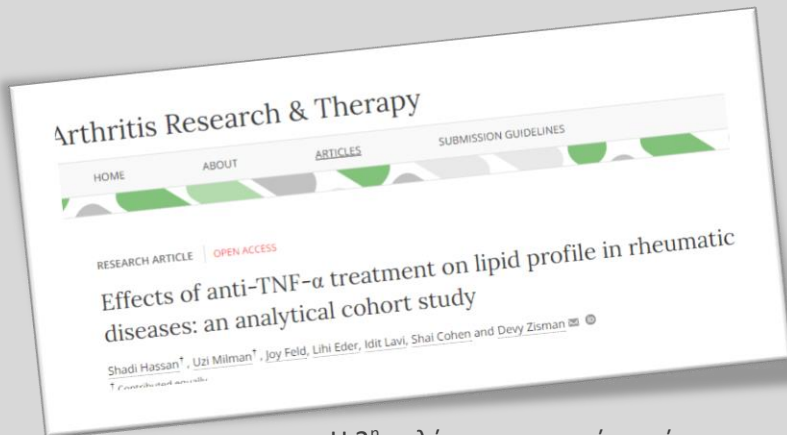 Arthritis Research & Therapy
HOME ABOUT ARTICLES SUBMISSION GUIDELINES
RESEARCH ARTICLE OPEN ACCESS
Effects of anti-TNF-α treatment on lipid profile in rheumatic
diseases: an analytical cohort study
Shadi Hassan†, Uzi Milman†, Joy Feld, Lihi Eder, Idit Lavi, Shai Cohen and Devy Zisman